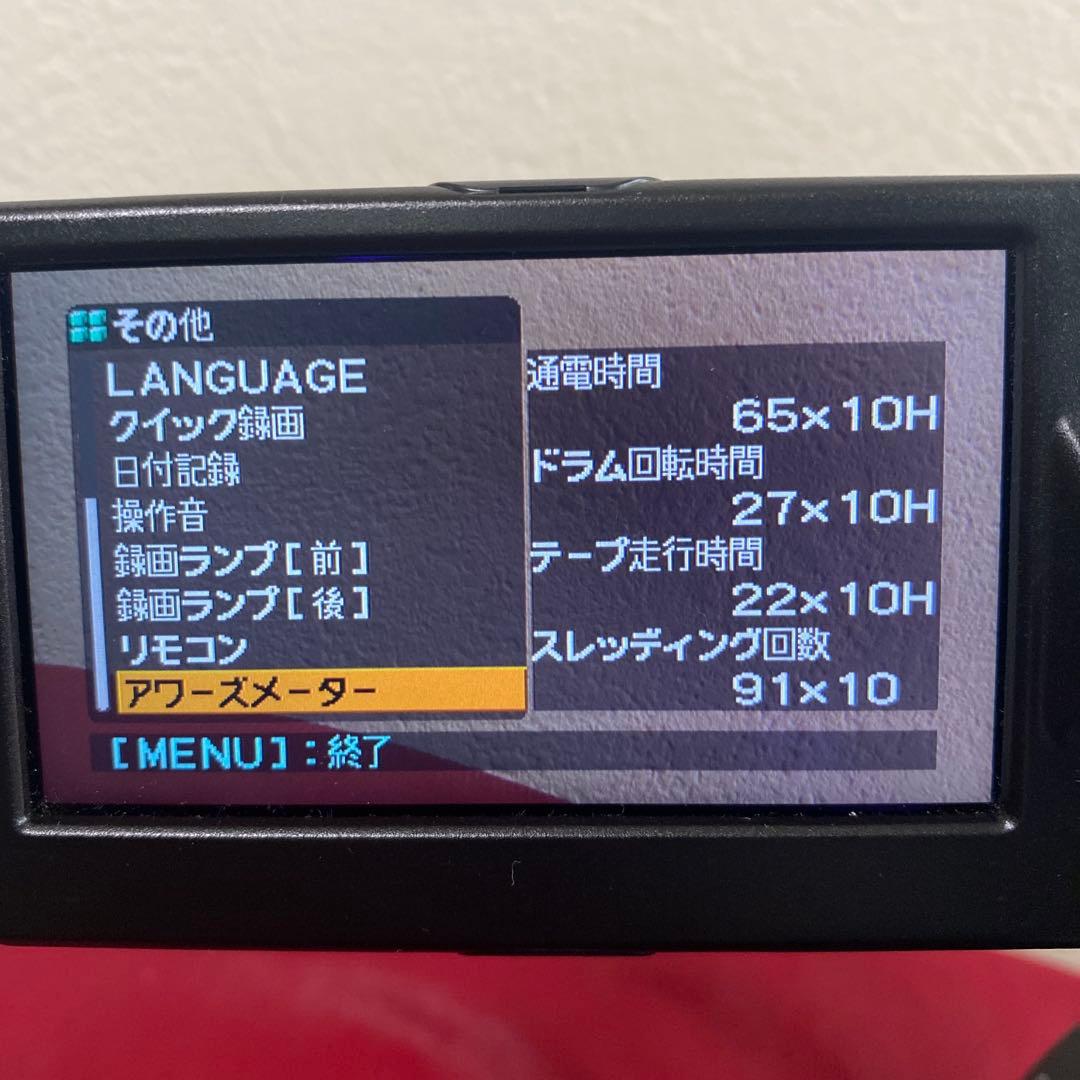 その他
LANGUAGE
クイック録画
日付記録
操作音
録画ランプ[前]
録画ランプ[後]
リモコン
アワーズメーター
通電時間
65×10H
ドラム回転時間
27×10H
テープ走行時間
22×10H
スレッディング回数
91×10
[MENU]:終了